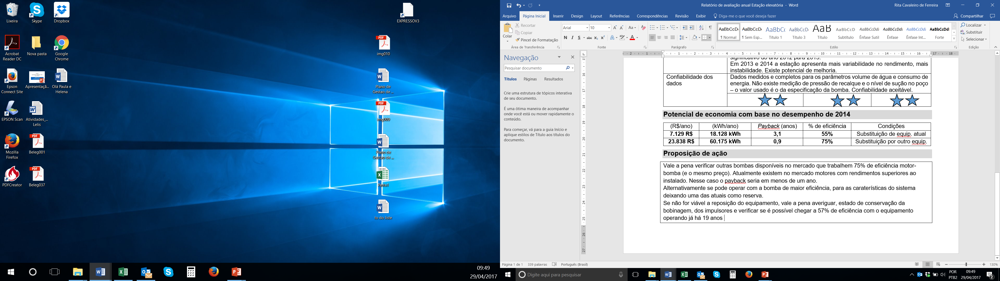 Lixeira
Skype
Dropbox
EXPRESSOV3
Acrobat Reader DC
Nova pasta
Google Chrome
img010
Epson Connect Site
Apresentaçã...
Olá Paula e Helena
Plano de Gestao de ...
EPSON Scan
Atividades_... Lelis
img009
Mozilla Firefox
Beleg001
Plano de Gestao de ...
PDFCreator
Beleg037
Pasta1
to do liste
09:49
29/04/2017
Relatório de avaliação anual Estação elevatória - Word
Rita Cavaleiro de Ferreira
Arquivo Página Inicial Inserir Design Layout Referências Correspondências Revisão Exibir Diga-me o que você deseja fazer Compartilhar
Colar
Recortar
Copiar
Pincel de Formatação
Área de Transferência
Arial 10
Fonte
Parágrafo
¶ Normal ¶ Sem Esp... Título 1 Título 3 Título Subtítulo Ênfase Sutil Ênfase Ênfase Int... Forte
Estilo
Localizar
Substituir
Selecionar
Edição
Navegação
Pesquisar documento
Títulos Páginas Resultados
Crie uma estrutura de tópicos interativa
de seu documento.
É uma ótima maneira de acompanhar
onde você está ou mover rapidamente o
conteúdo.
Para começar, vá para a guia Início e
aplique estilos de Título aos títulos do
documento.
significativo do ano 2012 para 2013.
Em 2013 e 2014 a estação apresenta mais variabilidade no rendimento, mais
instabilidade. Existe potencial de melhoria.
Confiabilidade dos
dados
Dados medidos e completos para os parâmetros volume de água e consumo de
energia. Não existe medição de pressão de recalque e o nível de sução no poço
– o valor usado é o da especificação da bomba. Confiabilidade aceitável.
Potencial de economia com base no desempenho de 2014
(R$/ano) (kWh/ano) Payback (anos) % de eficiência Condições
7.129 R$ 18.128 kWh 3,1 55% Substituição de equip. atual
23.838 R$ 60.175 kWh 0,9 75% Substituição por outro equip.
Proposição de ação
Vale a pena verificar outras bombas disponíveis no mercado que trabalhem 75% de eficiência motor-
bomba (e o mesmo preço). Atualmente existem no mercado motores com rendimentos superiores ao
instalado. Nesse caso o payback seria em menos de um ano.
Alternativamente se pode operar com a bomba de maior eficiência, para as caraterísticas do sistema
deixando uma das atuais como reserva.
Se não for viável a reposição do equipamento, vale a pena averiguar, estado de conservação da
bobinagem, dos impulsores e verificar se é possível chegar a 57% de eficiência com o equipamento
operando já há 19 anos
Página 1 de 1 339 palavras Português (Brasil) 130%
Digite aqui para pesquisar
POR
PTB2
09:49
29/04/2017